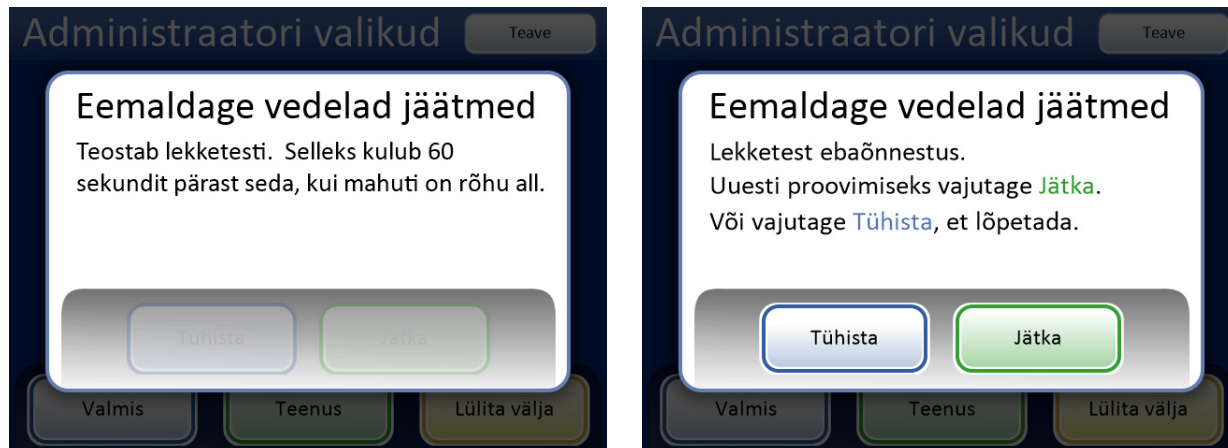 Administraatori valikud
Teave
Eemaldage vedelad jäätmed
Teostab lekketesti. Selleks kulub 60
sekundit pärast seda, kui mahuti on rõhu all.
Tühista
Jätka
Valmis
Teenus
Lülita välja
Administraatori valikud
Teave
Eemaldage vedelad jäätmed
Lekketest ebaõnnestus.
Uuesti proovimiseks vajutage Jätka.
Või vajutage Tühista, et lõpetada.
Tühista
Jätka
Valmis
Teenus
Lülita välja